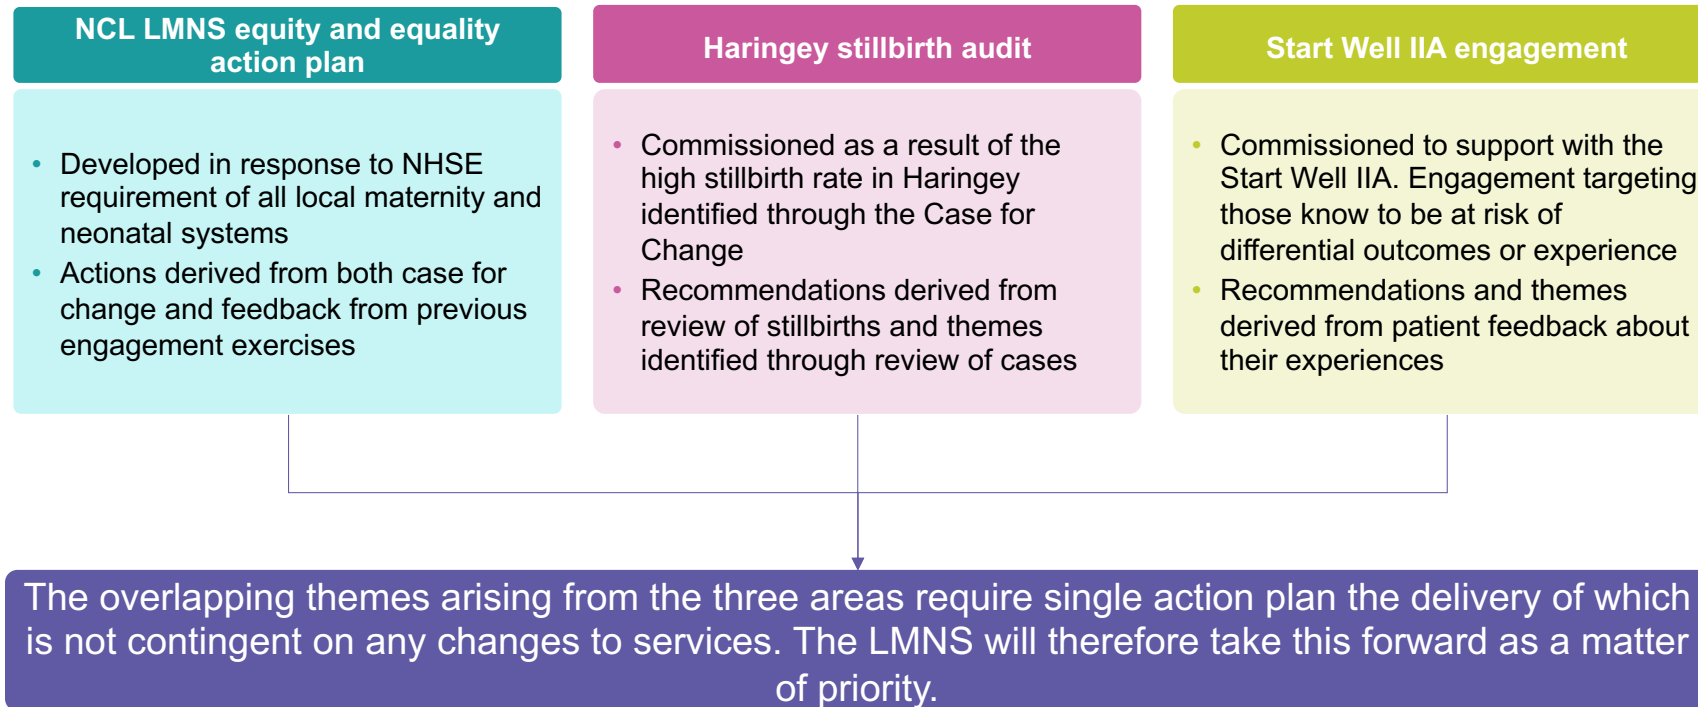 NCL LMNS equity and equality
action plan
• Developed in response to NHSE
requirement of all local maternity and
neonatal systems
• Actions derived from both case for
change and feedback from previous
engagement exercises
Haringey stillbirth audit
• Commissioned as a result of the
high stillbirth rate in Haringey
identified through the Case for
Change
• Recommendations derived from
review of stillbirths and themes
identified through review of cases
Start Well IIA engagement
• Commissioned to support with the
Start Well IIA. Engagement targeting
those know to be at risk of
differential outcomes or experience
• Recommendations and themes
derived from patient feedback about
their experiences
The overlapping themes arising from the three areas require single action plan the delivery of which
is not contingent on any changes to services. The LMNS will therefore take this forward as a matter
of priority.